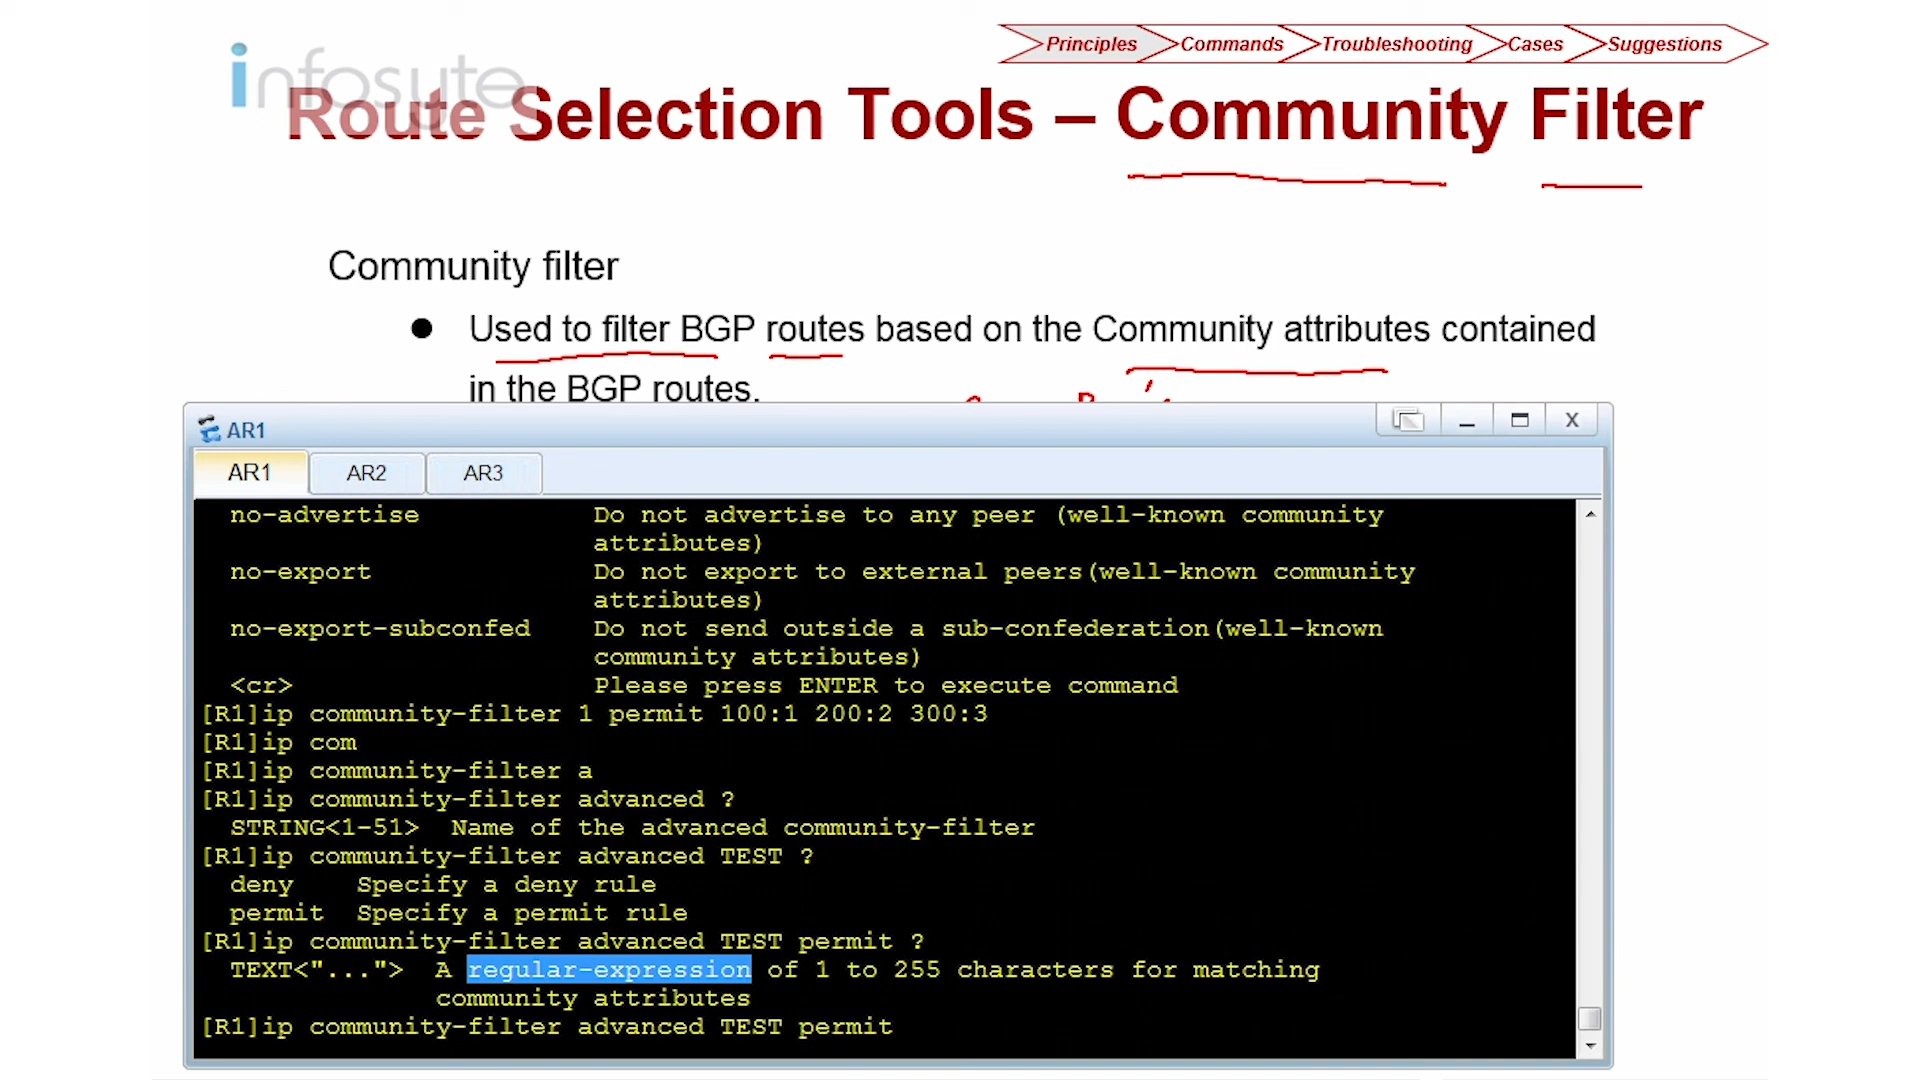 Principles Commands Troubleshooting Cases Suggestions
infosute
Route Selection Tools – Community Filter
Community filter
● Used to filter BGP routes based on the Community attributes contained
in the BGP routes.
AR1
X
AR1 AR2 AR3
no-advertise Do not advertise to any peer (well-known community
attributes)
no-export Do not export to external peers(well-known community
attributes)
no-export-subconfed Do not send outside a sub-confederation(well-known
community attributes)
<cr> Please press ENTER to execute command
[R1]ip community-filter 1 permit 100:1 200:2 300:3
[R1]ip com
[R1]ip community-filter a
[R1]ip community-filter advanced ?
STRING<1-51> Name of the advanced community-filter
[R1]ip community-filter advanced TEST ?
deny Specify a deny rule
permit Specify a permit rule
[R1]ip community-filter advanced TEST permit ?
TEXT<"..."> A regular-expression of 1 to 255 characters for matching
community attributes
[R1]ip community-filter advanced TEST permit